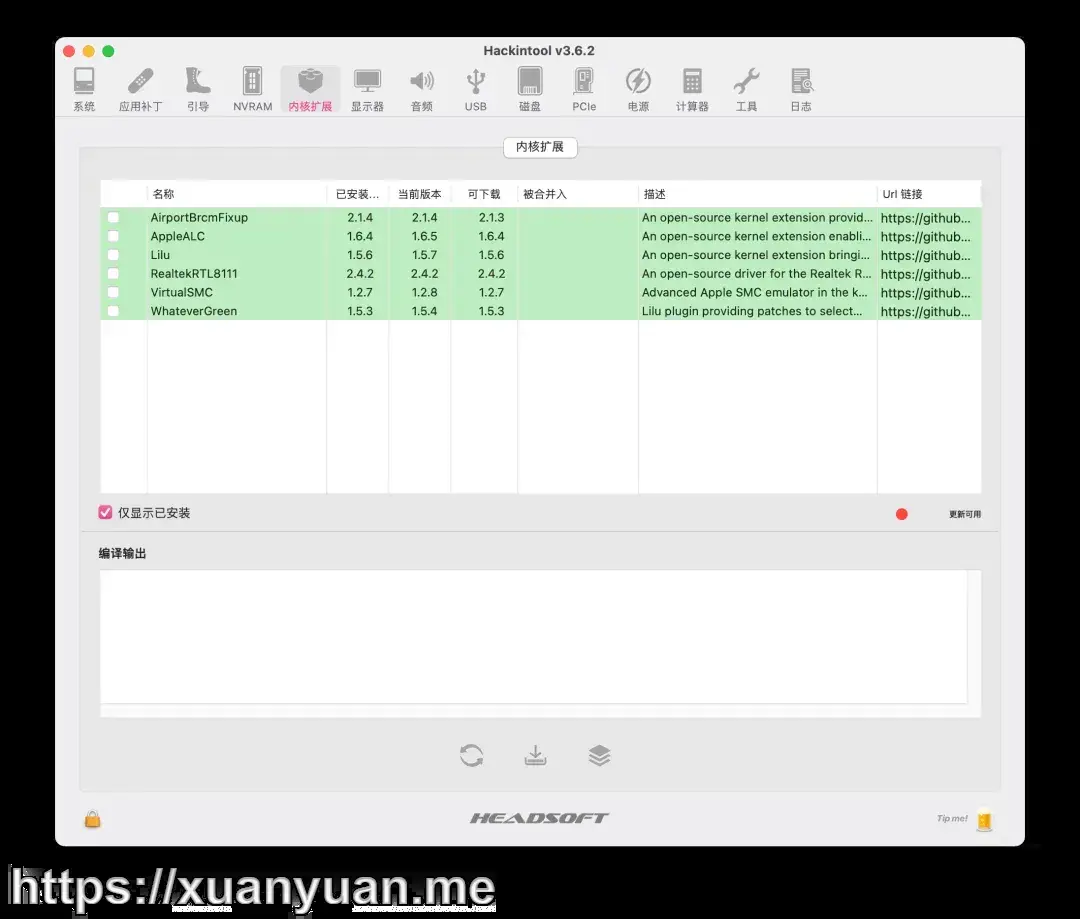 Hackintool v3.6.2
系统 应用补丁 引导 NVRAM 内核扩展 显示器 音频 USB 磁盘 PCIe 电源 计算器 工具 日志
内核扩展
名称 已安装... 当前版本 可下载 被合并入 描述 Url 链接
AirportBrcmFixup 2.1.4 2.1.4 2.1.3 An open-source kernel extension provid... https://github...
AppleALC 1.6.4 1.6.5 1.6.4 An open-source kernel extension enabli... https://github...
Lilu 1.5.6 1.5.7 1.5.6 An open-source kernel extension bringi... https://github...
RealtekRTL8111 2.4.2 2.4.2 2.4.2 An open-source driver for the Realtek R... https://github...
VirtualSMC 1.2.7 1.2.8 1.2.7 Advanced Apple SMC emulator in the k... https://github...
WhateverGreen 1.5.3 1.5.4 1.5.3 Lilu plugin providing patches to select... https://github...
仅显示已安装 更新可用
编译输出
HEADSOFT Tip me!
https://xuanyuan.me